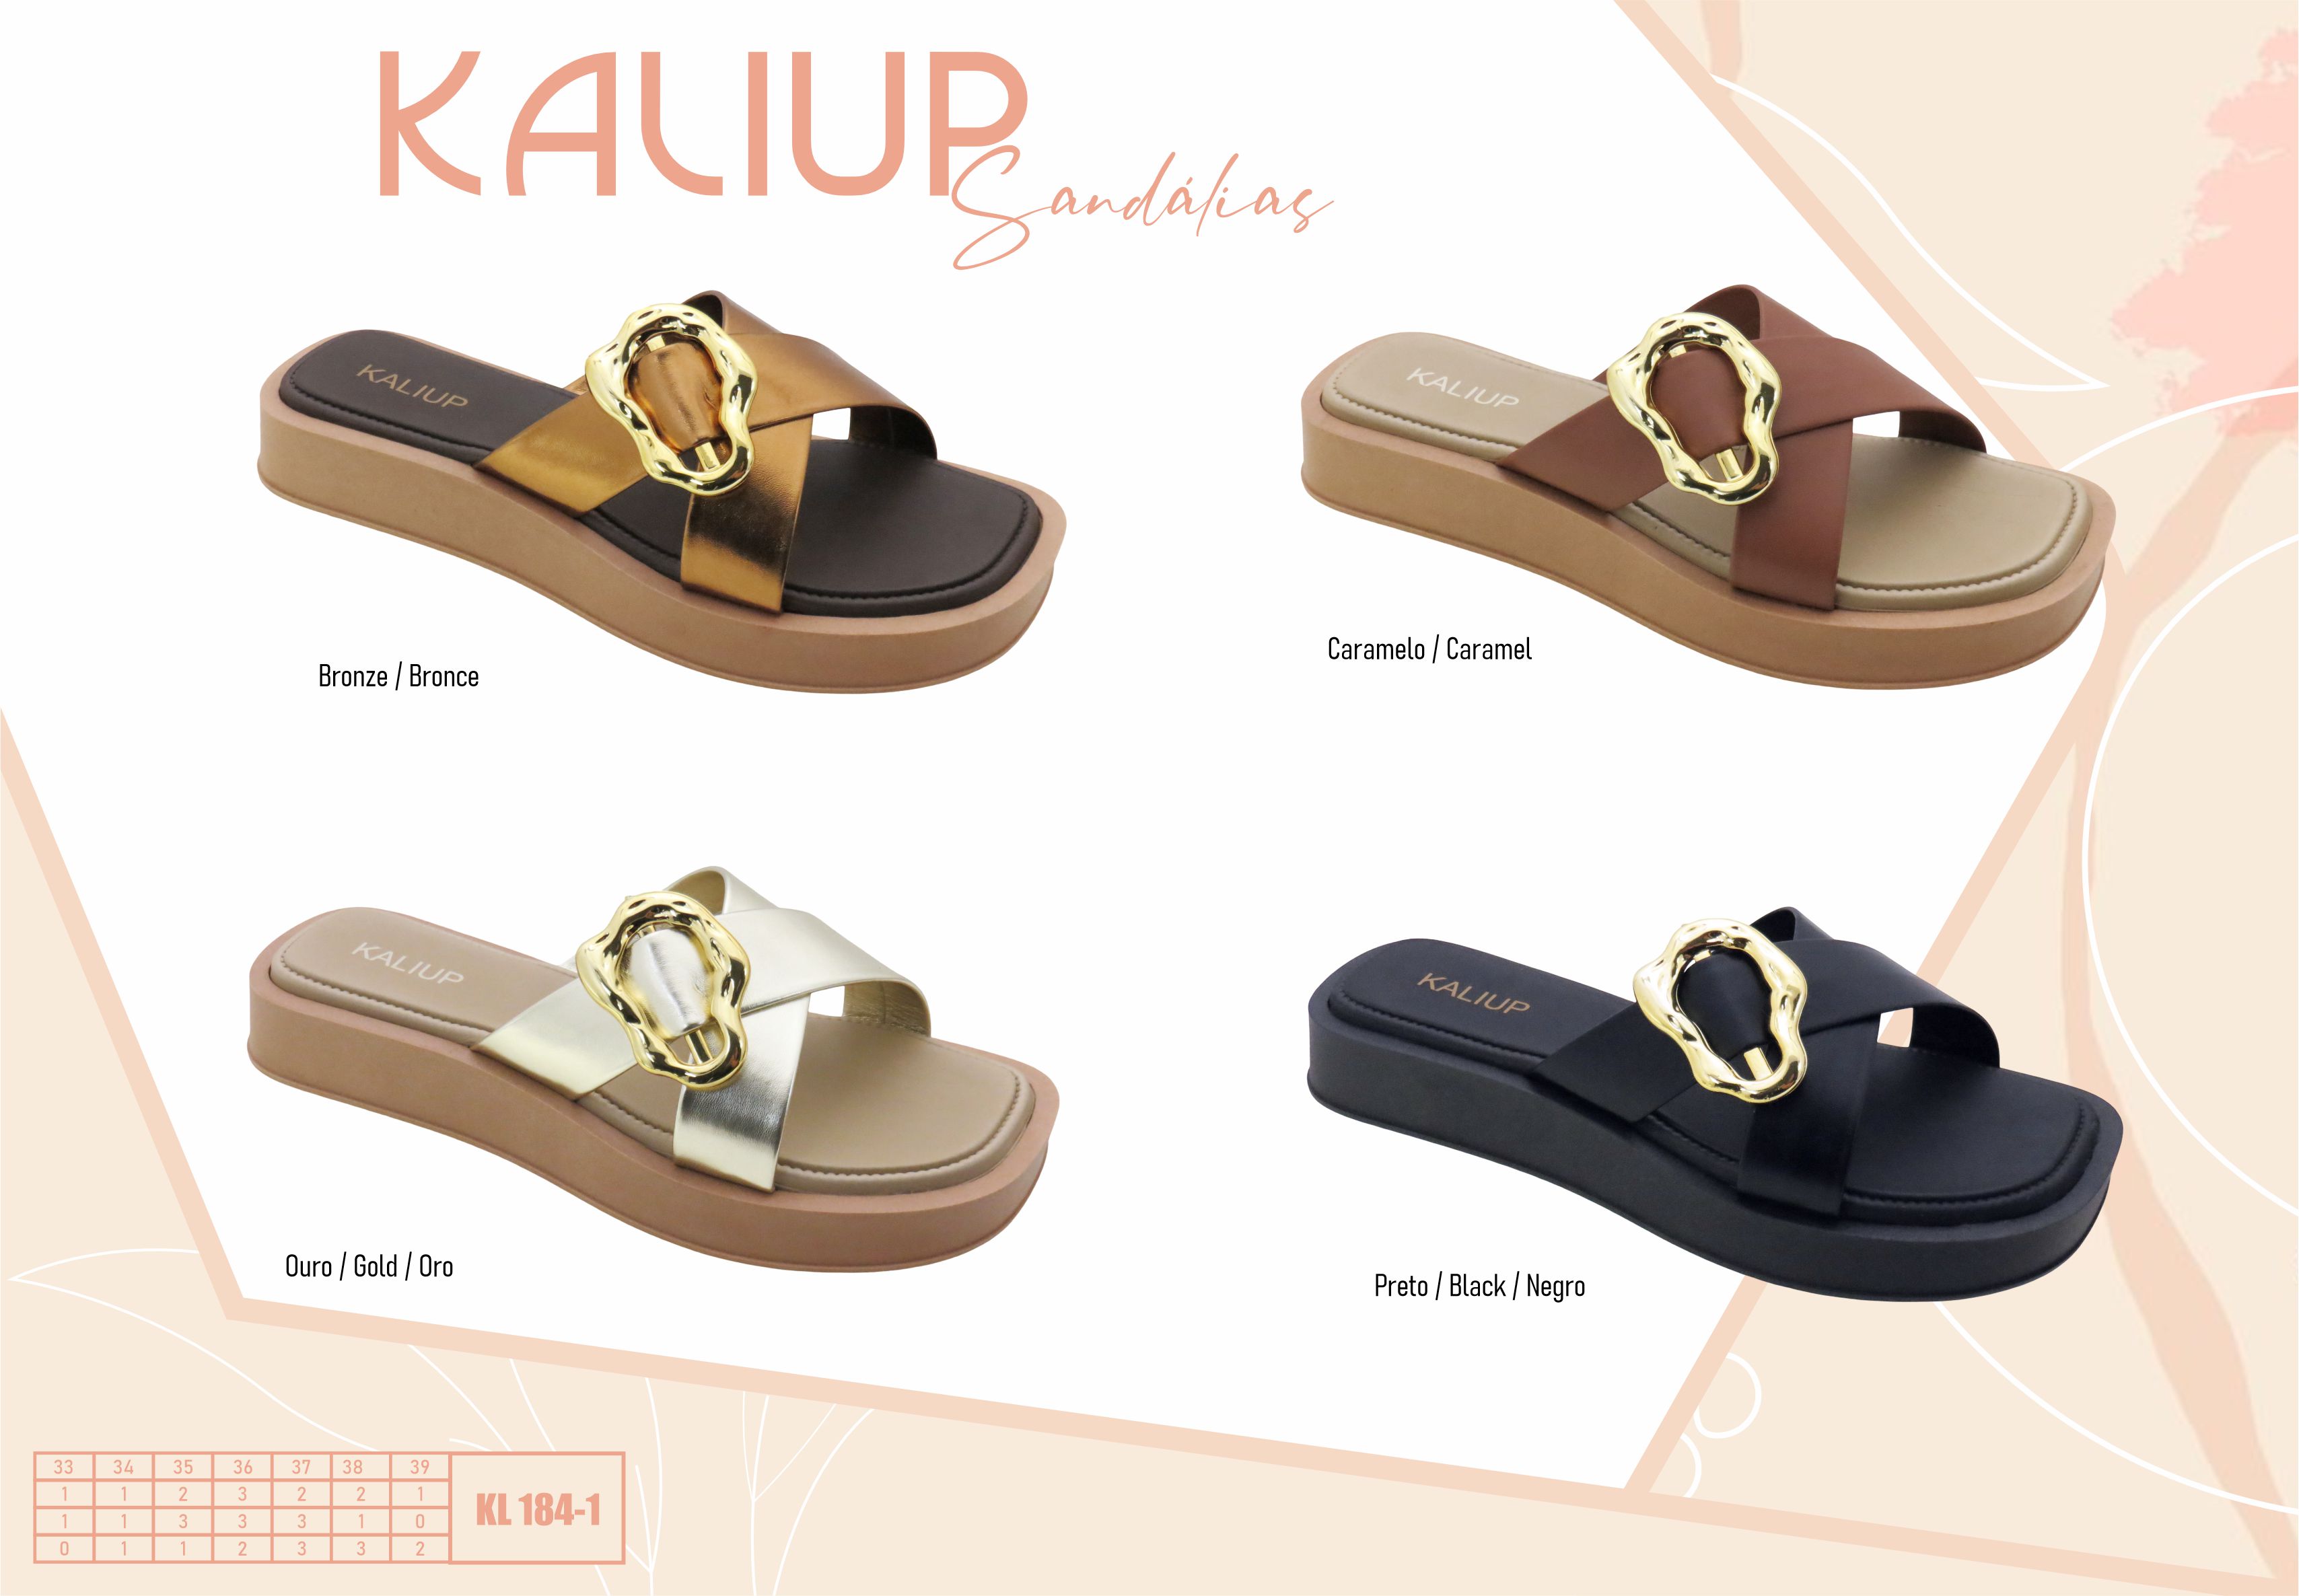 KALIUP
Sandálias
KALIUP
KALIUP
Bronze / Bronce
Caramelo / Caramel
KALIUP
KALIUP
Ouro / Gold / Oro
Preto / Black / Negro
33 34 35 36 37 38 39
1 1 2 3 2 2 1
1 1 3 3 3 1 0
0 1 1 2 3 3 2
KL 184-1